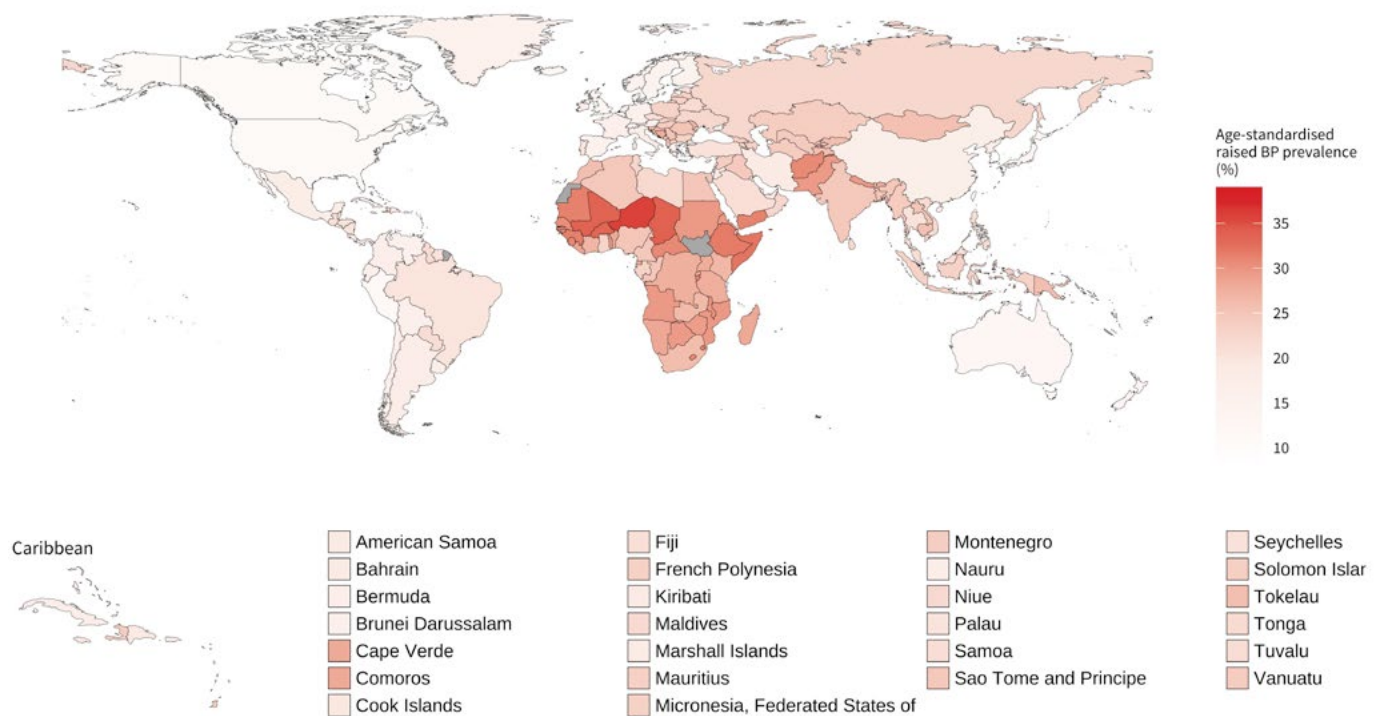 Age-standardised
raised BP prevalence
(%)
35
30
25
20
15
10
Caribbean
American Samoa
Bahrain
Bermuda
Brunei Darussalam
Cape Verde
Comoros
Cook Islands
Fiji
French Polynesia
Kiribati
Maldives
Marshall Islands
Mauritius
Micronesia, Federated States of
Montenegro
Nauru
Niue
Palau
Samoa
Sao Tome and Principe
Seychelles
Solomon Islar
Tokelau
Tonga
Tuvalu
Vanuatu